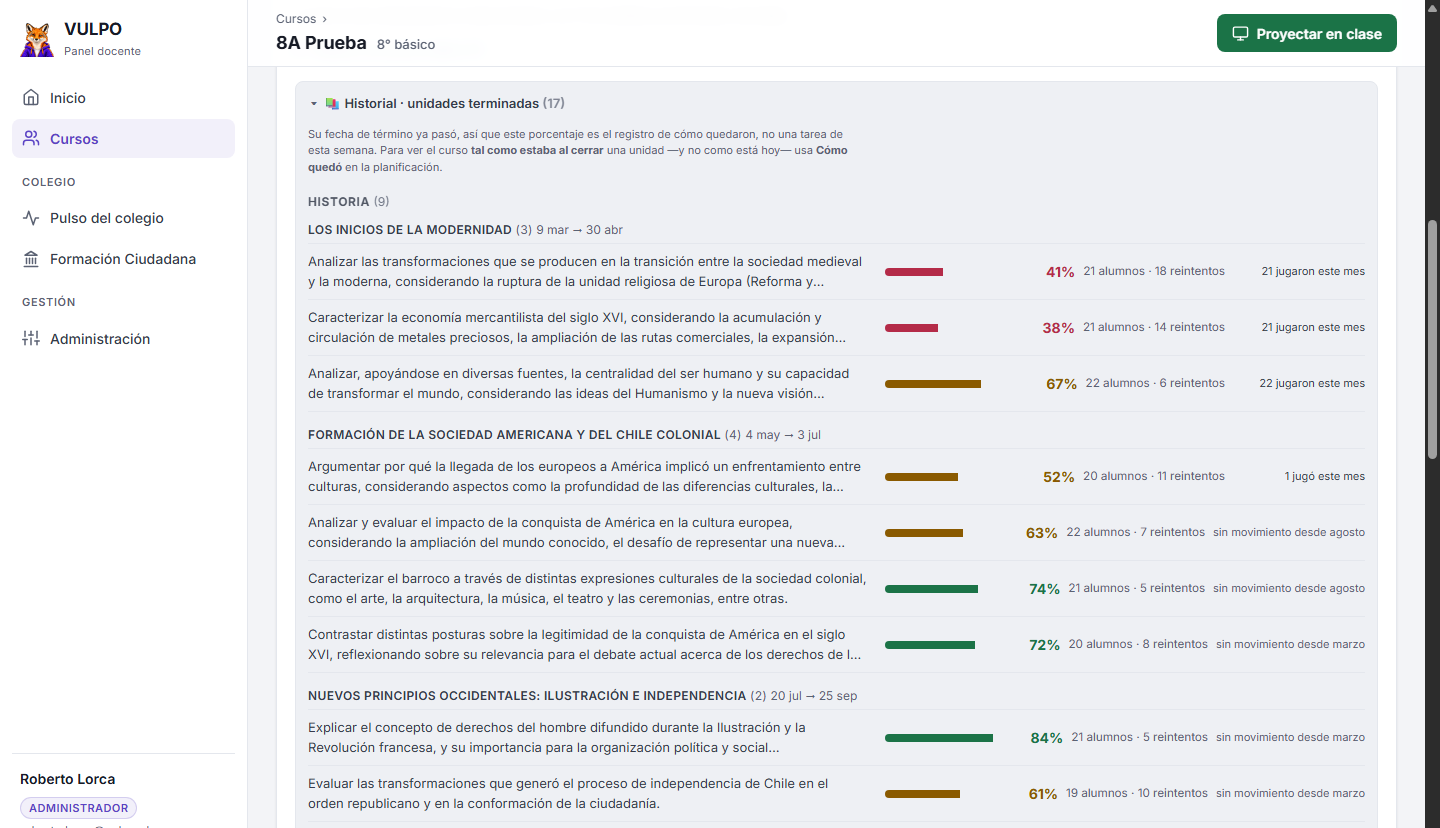 VULPO
Panel docente
Inicio
Cursos
COLEGIO
Pulso del colegio
Formación Ciudadana
GESTIÓN
Administración
Roberto Lorca
ADMINISTRADOR
Cursos ›
8A Prueba 8° básico
Proyectar en clase
Historial · unidades terminadas (17)
Su fecha de término ya pasó, así que este porcentaje es el registro de cómo quedaron, no una tarea de
esta semana. Para ver el curso tal como estaba al cerrar una unidad —y no como está hoy— usa Cómo
quedó en la planificación.
HISTORIA (9)
LOS INICIOS DE LA MODERNIDAD (3) 9 mar → 30 abr
Analizar las transformaciones que se producen en la transición entre la sociedad medieval
y la moderna, considerando la ruptura de la unidad religiosa de Europa (Reforma y...
41% 21 alumnos · 18 reintentos 21 jugaron este mes
Caracterizar la economía mercantilista del siglo XVI, considerando la acumulación y
circulación de metales preciosos, la ampliación de las rutas comerciales, la expansión...
38% 21 alumnos · 14 reintentos 21 jugaron este mes
Analizar, apoyándose en diversas fuentes, la centralidad del ser humano y su capacidad
de transformar el mundo, considerando las ideas del Humanismo y la nueva visión...
67% 22 alumnos · 6 reintentos 22 jugaron este mes
FORMACIÓN DE LA SOCIEDAD AMERICANA Y DEL CHILE COLONIAL (4) 4 may → 3 jul
Argumentar por qué la llegada de los europeos a América implicó un enfrentamiento entre
culturas, considerando aspectos como la profundidad de las diferencias culturales, la...
52% 20 alumnos · 11 reintentos 1 jugó este mes
Analizar y evaluar el impacto de la conquista de América en la cultura europea,
considerando la ampliación del mundo conocido, el desafío de representar una nueva...
63% 22 alumnos · 7 reintentos sin movimiento desde agosto
Caracterizar el barroco a través de distintas expresiones culturales de la sociedad colonial,
como el arte, la arquitectura, la música, el teatro y las ceremonias, entre otras.
74% 21 alumnos · 5 reintentos sin movimiento desde agosto
Contrastar distintas posturas sobre la legitimidad de la conquista de América en el siglo
XVI, reflexionando sobre su relevancia para el debate actual acerca de los derechos de l...
72% 20 alumnos · 8 reintentos sin movimiento desde marzo
NUEVOS PRINCIPIOS OCCIDENTALES: ILUSTRACIÓN E INDEPENDENCIA (2) 20 jul → 25 sep
Explicar el concepto de derechos del hombre difundido durante la Ilustración y la
Revolución francesa, y su importancia para la organización política y social...
84% 21 alumnos · 5 reintentos sin movimiento desde marzo
Evaluar las transformaciones que generó el proceso de independencia de Chile en el
orden republicano y en la conformación de la ciudadanía.
61% 19 alumnos · 10 reintentos sin movimiento desde marzo